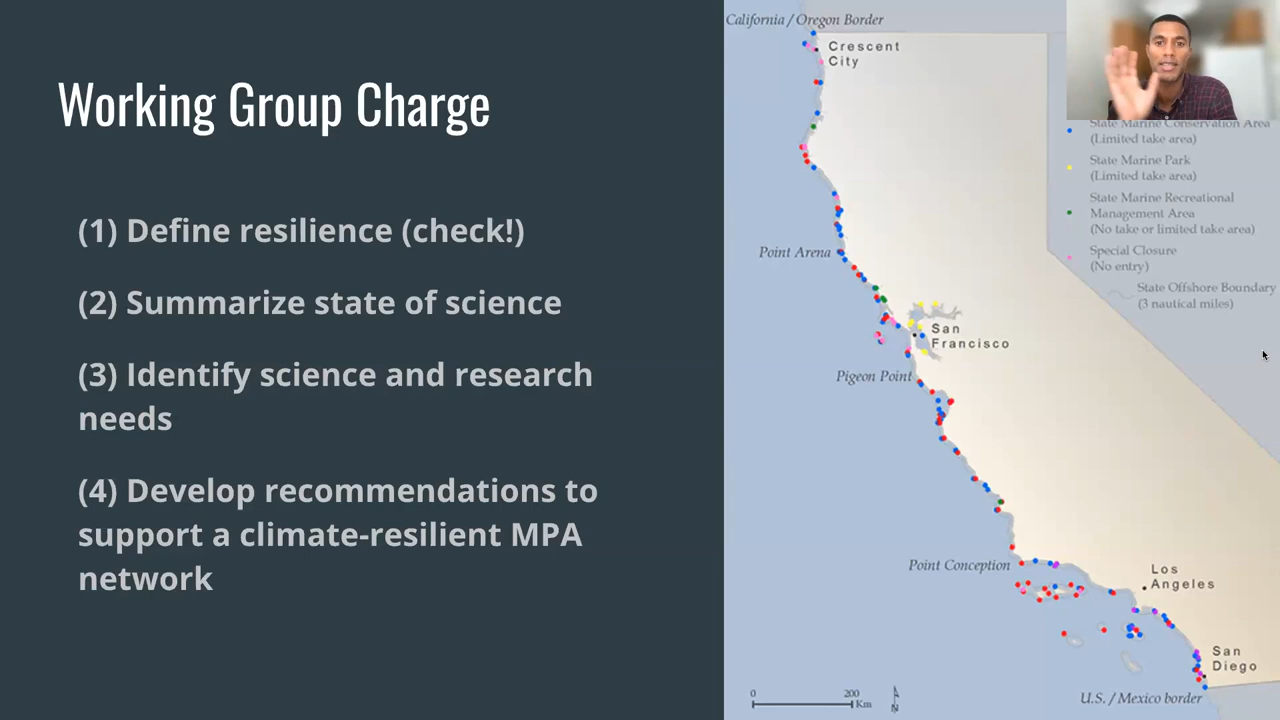 Working Group Charge
(1) Define resilience (check!)
(2) Summarize state of science
(3) Identify science and research
needs
(4) Develop recommendations to
support a climate-resilient MPA
network
California / Oregon Border
Crescent
City
State Marine Conservation Area
(Limited take area)
State Marine Park
(Limited take area)
State Marine Recreational
Management Area
(No take or limited take area)
Special Closure
(No entry)
State Offshore Boundary
(3 nautical miles)
Point Arena
San
Francisco
Pigeon Point
Point Conception
Los
Angeles
San
Diego
U.S. / Mexico border
0 200
Km
N